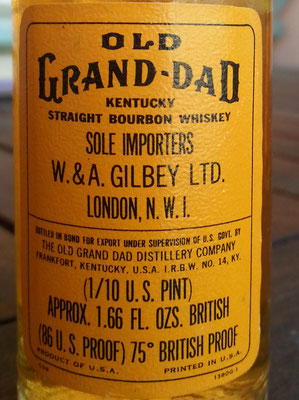 OLD
GRAND-DAD
KENTUCKY
STRAIGHT BOURBON WHISKEY
SOLE IMPORTERS
W. & A. GILBEY LTD.
LONDON, N.W.1.
BOTTLED IN BOND FOR EXPORT UNDER SUPERVISION OF U.S. GOVT. BY
THE OLD GRAND DAD DISTILLERY COMPANY
FRANKFORT, KENTUCKY, U.S.A. I.R.B.W. NO. 14, KY.
(1/10 U.S. PINT)
APPROX. 1.66 FL. OZS. BRITISH
(86 U.S. PROOF) 75° BRITISH PROOF
PRODUCT OF U.S.A. PRINTED IN U.S.A.